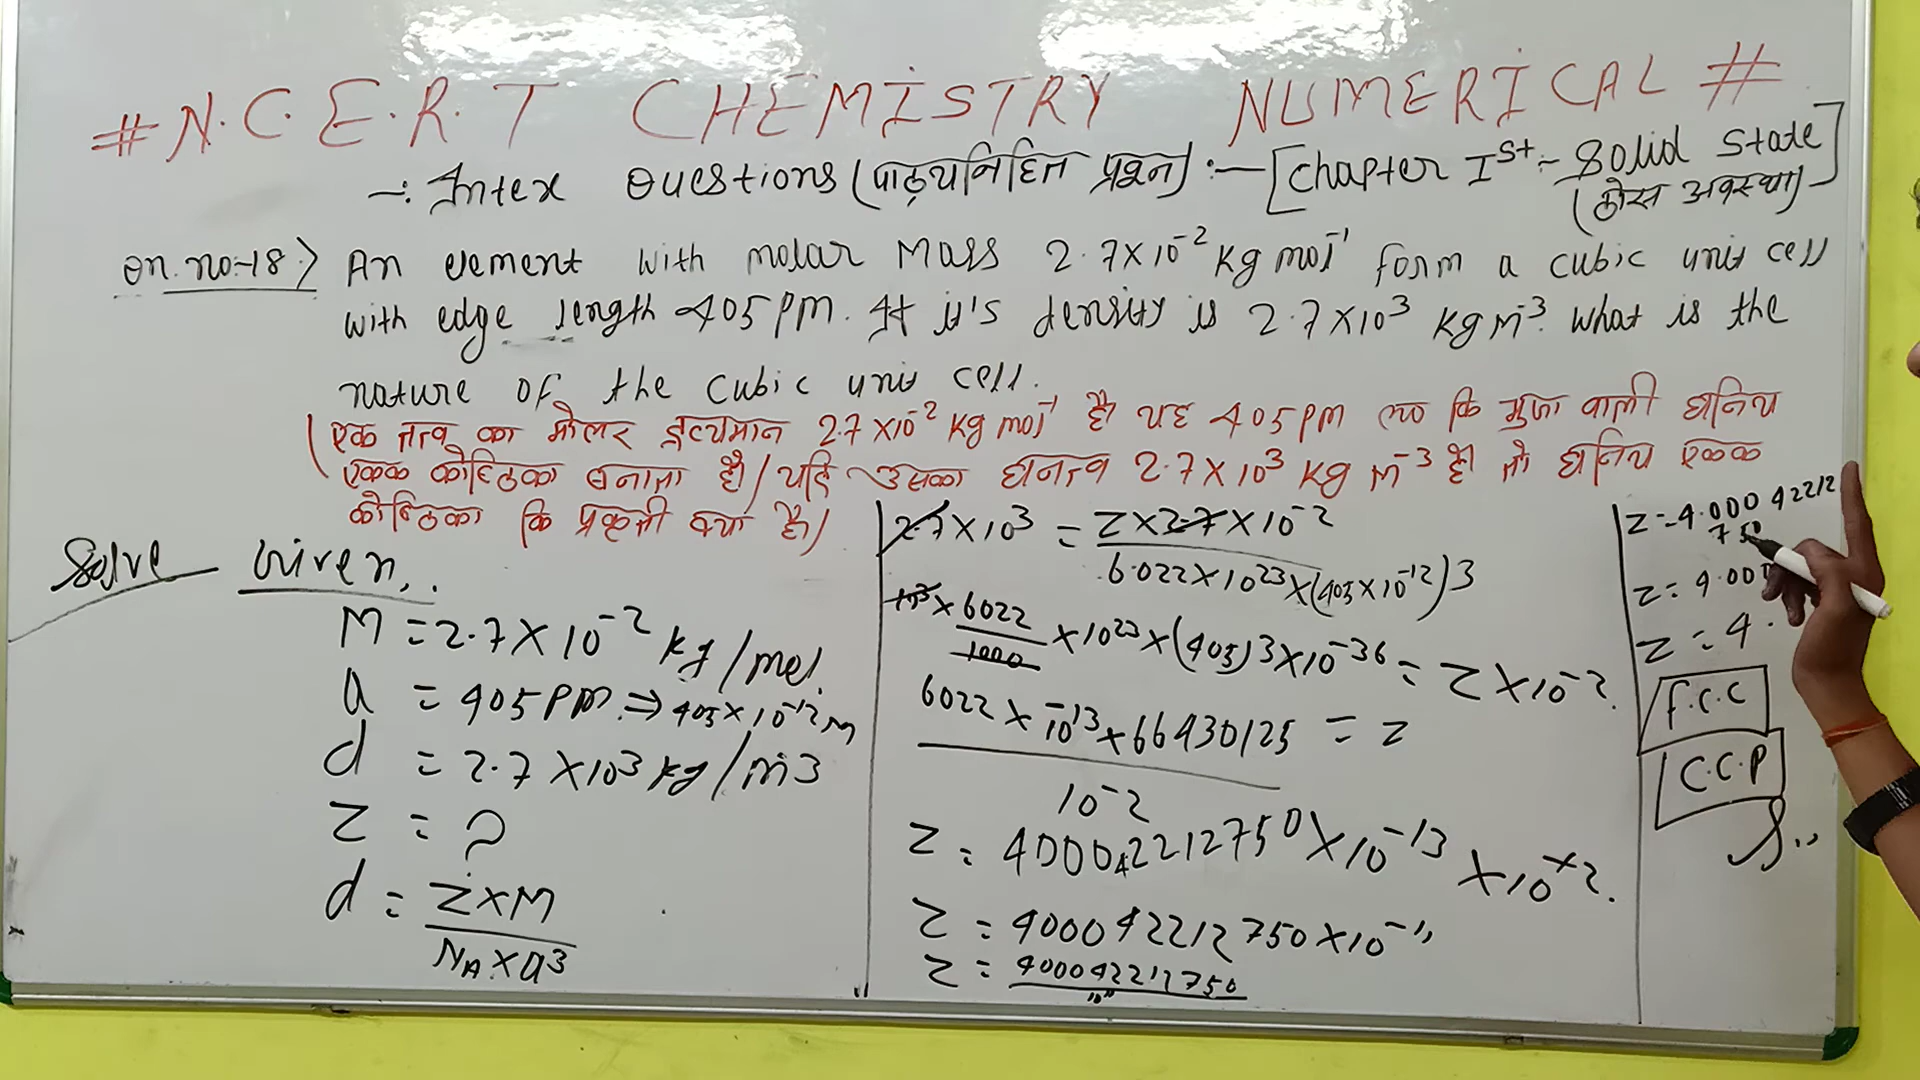 # N.C.E.R.T CHEMISTRY NUMERICAL #
-: Intex Questions (पाठ्यनिहित प्रश्न) :- [Chapter Ist :- Solid State]
(ठोस अवस्था)
Qn. no:-18.> An element with molar Mass 2.7×10⁻² kg mol⁻¹ form a cubic unit cell
with edge length 405 PM. If it's density is 2.7×10³ kg m⁻³. What is the
nature of the cubic unit cell.
(एक तत्व का मोलर द्रव्यमान 2.7×10⁻² kg mol⁻¹ है। यह 405 PM ल० कि भुजा वाली घनिय
एकक कोष्ठिका बनाता है। यदि उसका घनत्व 2.7×10³ kg m⁻³ है। तो घनिय एकक
कोष्ठिका कि प्रकृती क्या है।)
Solve Given,
M = 2.7×10⁻² kg/mol.
a = 405 PM. ⇒ 405×10⁻¹² M
d = 2.7×10³ kg/m3
Z = ?
d = Z×M
NA×a³
2.7×10³ = Z×2.7×10⁻²
6.022×10²³×(405×10⁻¹²)3
10³× 6022 ×10²³×(405)3×10⁻³⁶ = Z×10⁻².
1000
6022×10⁻¹³×66430125 = Z
10⁻²
Z = 400042212750×10⁻¹³×10⁺².
Z = 400042212750×10⁻¹¹
Z = 400042212750
10¹¹
Z = 4.00042212
750
Z = 4.000
Z = 4.
F.C.C
C.C.P